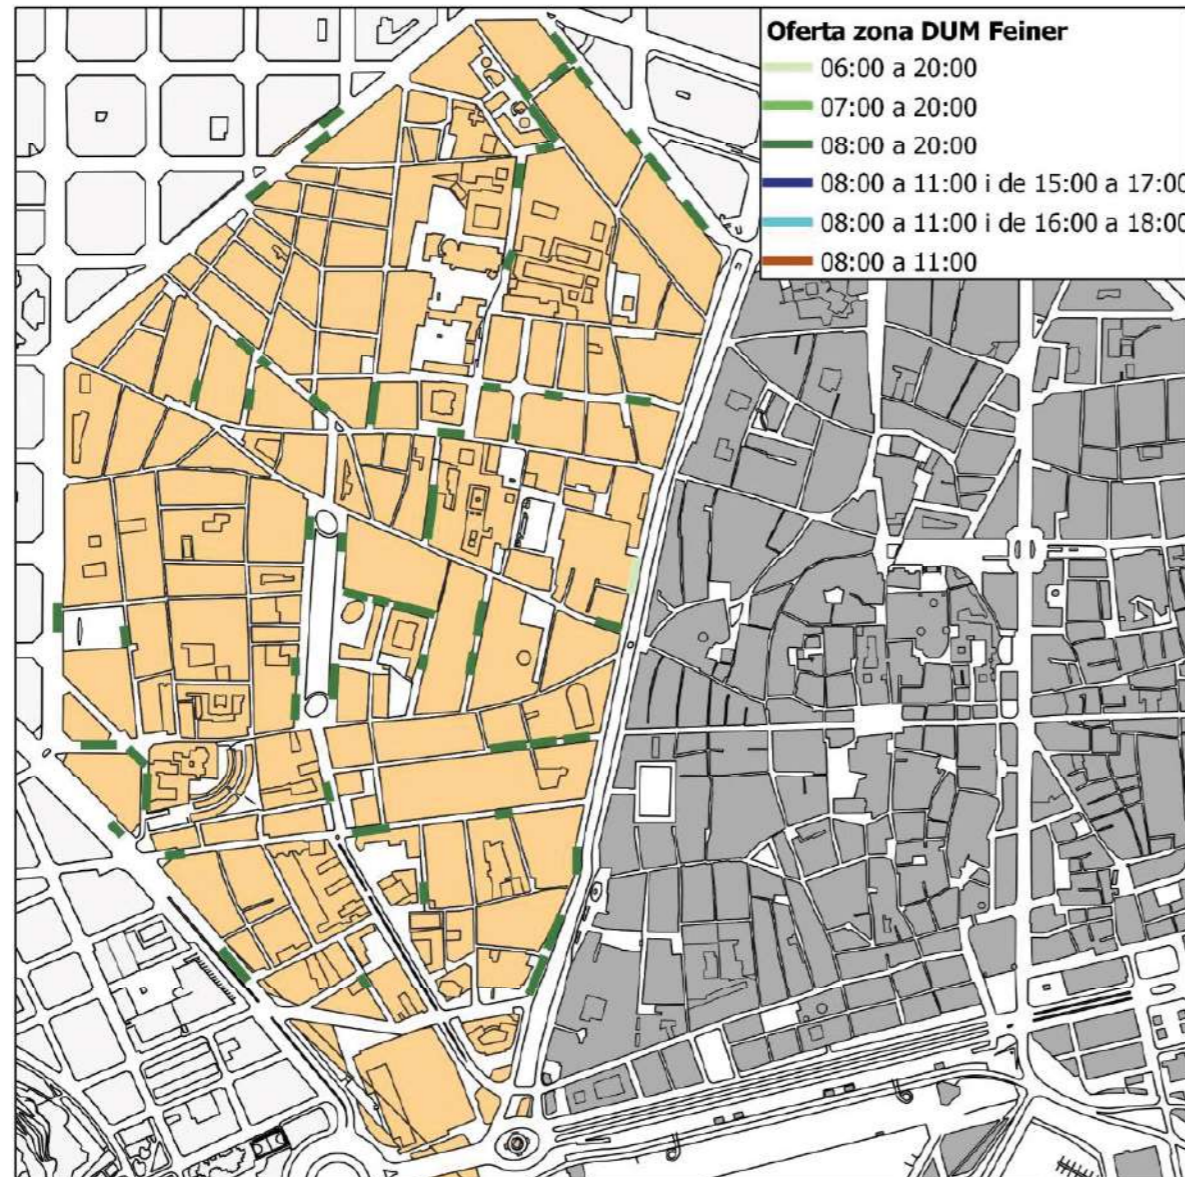 Oferta zona DUM Feiner
06:00 a 20:00
07:00 a 20:00
08:00 a 20:00
08:00 a 11:00 i de 15:00 a 17:00
08:00 a 11:00 i de 16:00 a 18:00
08:00 a 11:00